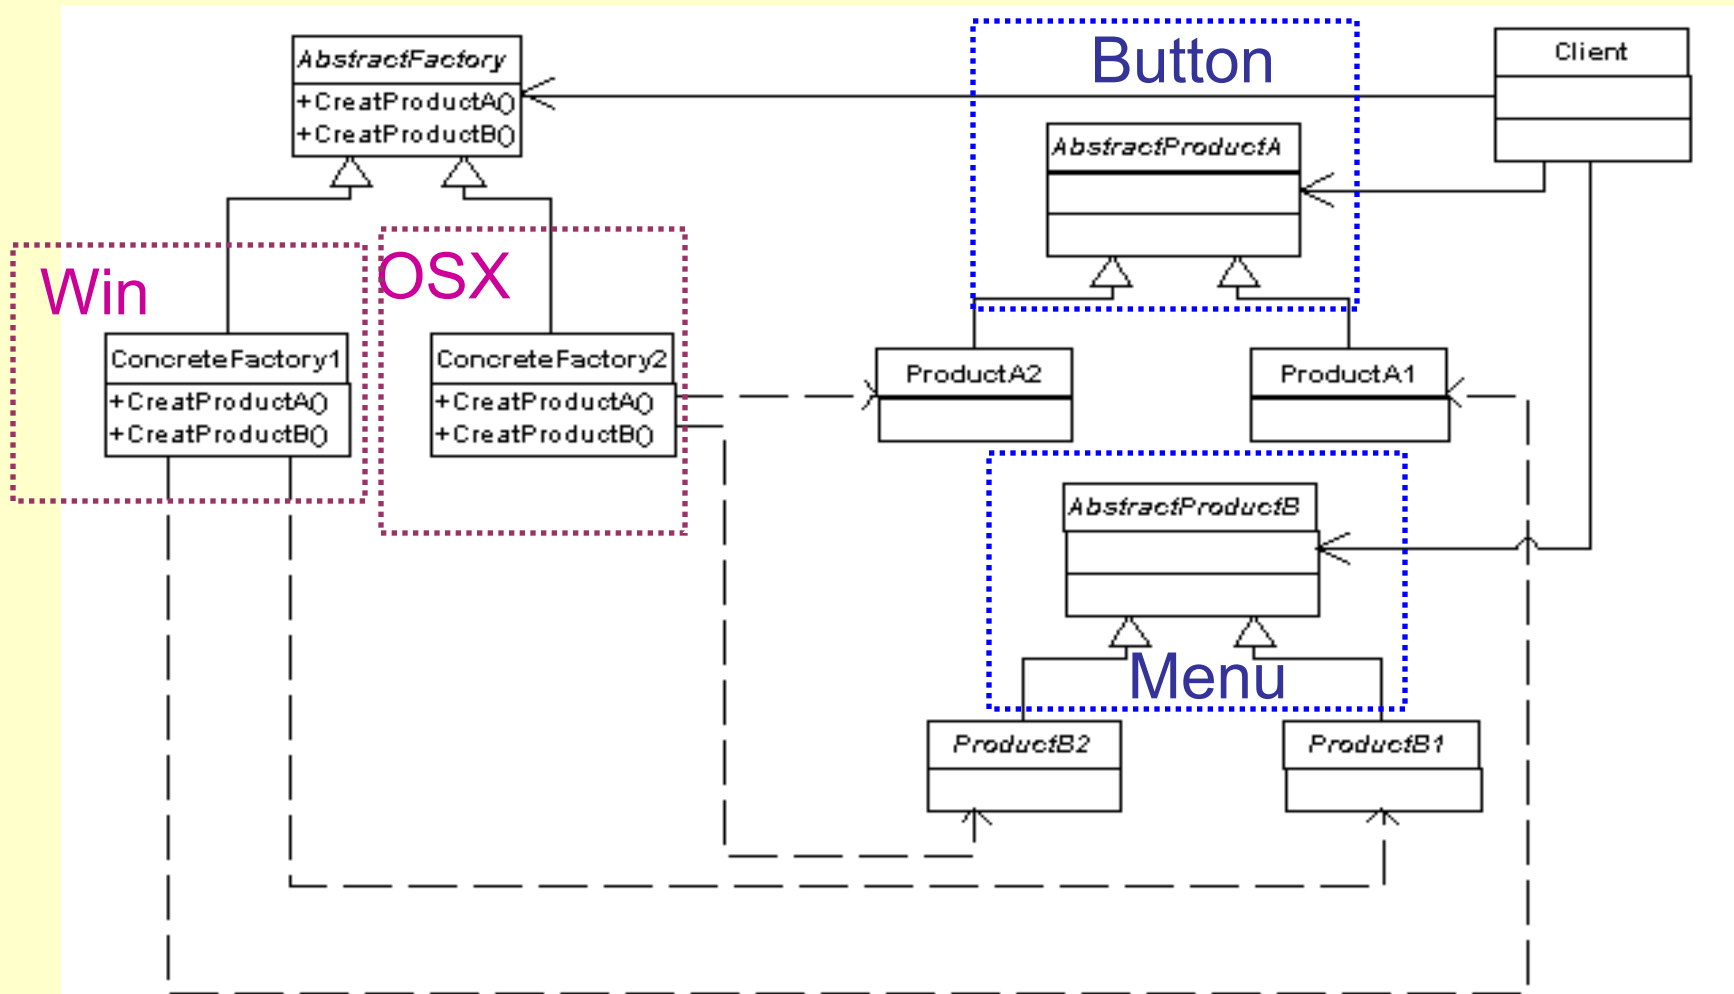 AbstractFactory
+CreatProductA()
+CreatProductB()
Button
Client
AbstractProductA
Win
OSX
ConcreteFactory1
+CreatProductA()
+CreatProductB()
ConcreteFactory2
+CreatProductA()
+CreatProductB()
ProductA2
ProductA1
AbstractProductB
Menu
ProductB2
ProductB1